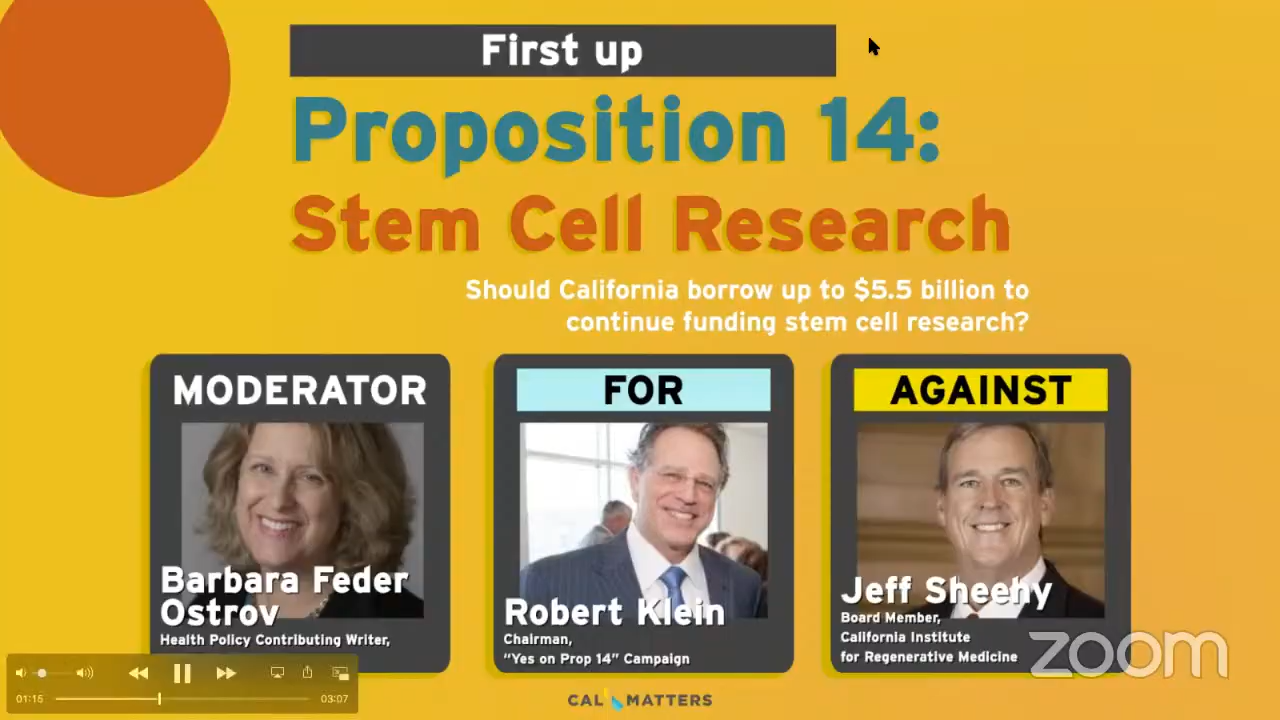 First up
Proposition 14:
Stem Cell Research
Should California borrow up to $5.5 billion to
continue funding stem cell research?
MODERATOR
Barbara Feder
Ostrov
Health Policy Contributing Writer,
FOR
Robert Klein
Chairman,
"Yes on Prop 14" Campaign
AGAINST
Jeff Sheehy
Board Member,
California Institute
for Regenerative Medicine
zoom
01:15
03:07
CAL MATTERS